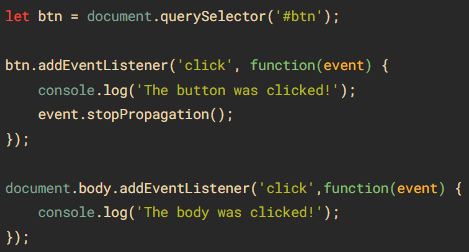 let btn = document.querySelector('#btn');

btn.addEventListener('click', function(event) {
    console.log('The button was clicked!');
    event.stopPropagation();
});

document.body.addEventListener('click',function(event) {
    console.log('The body was clicked!');
});